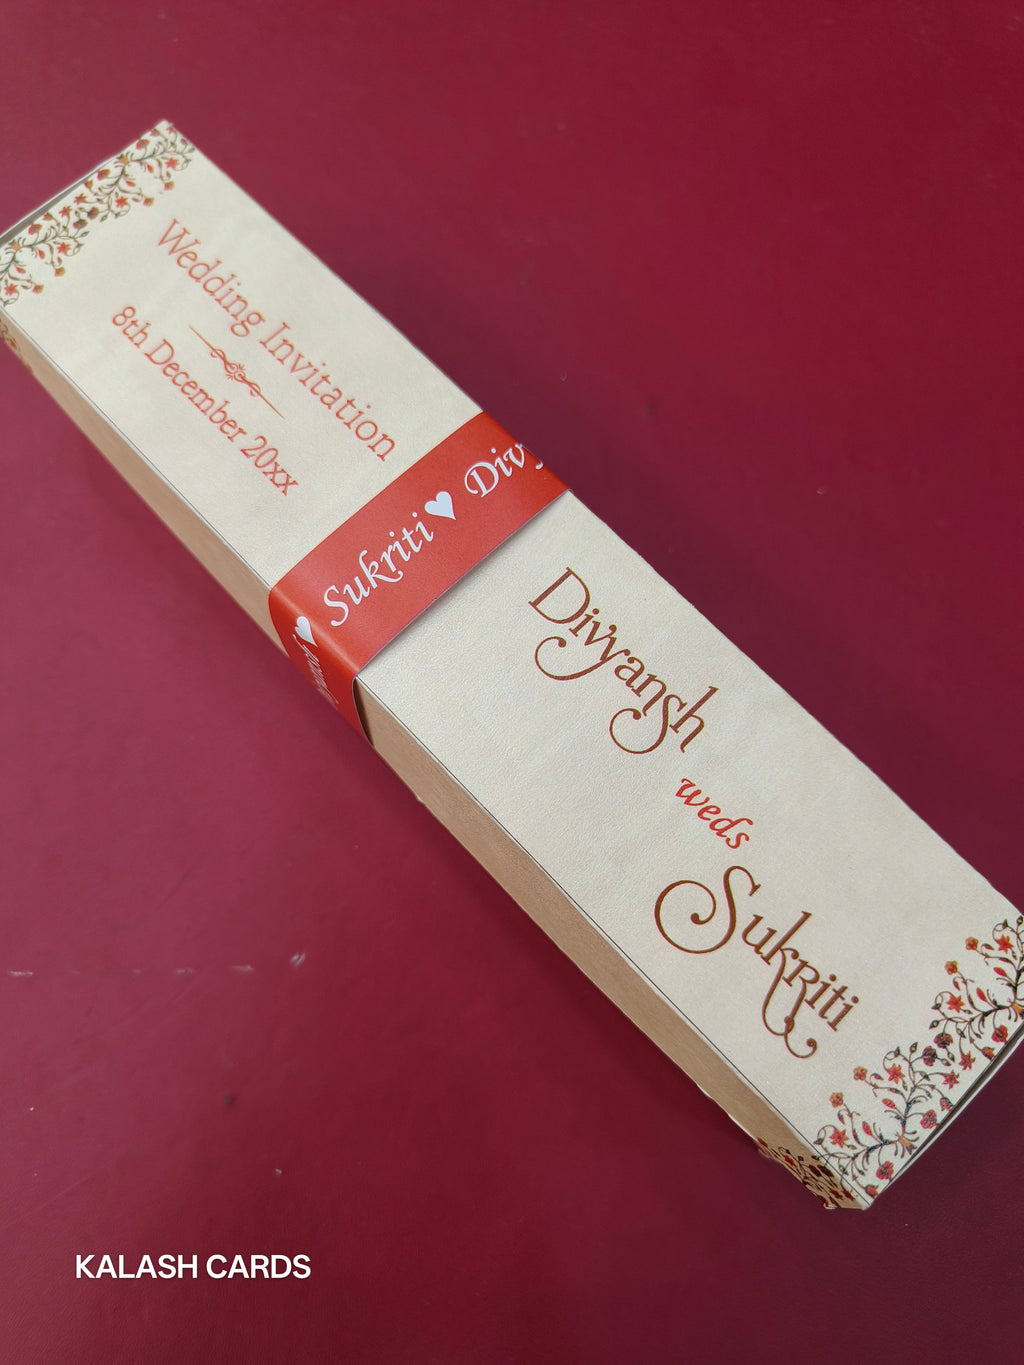 Wedding Invitation
8th December 20xx
Sukriti ♥ Div
Divyansh
weds
Sukriti
KALASH CARDS